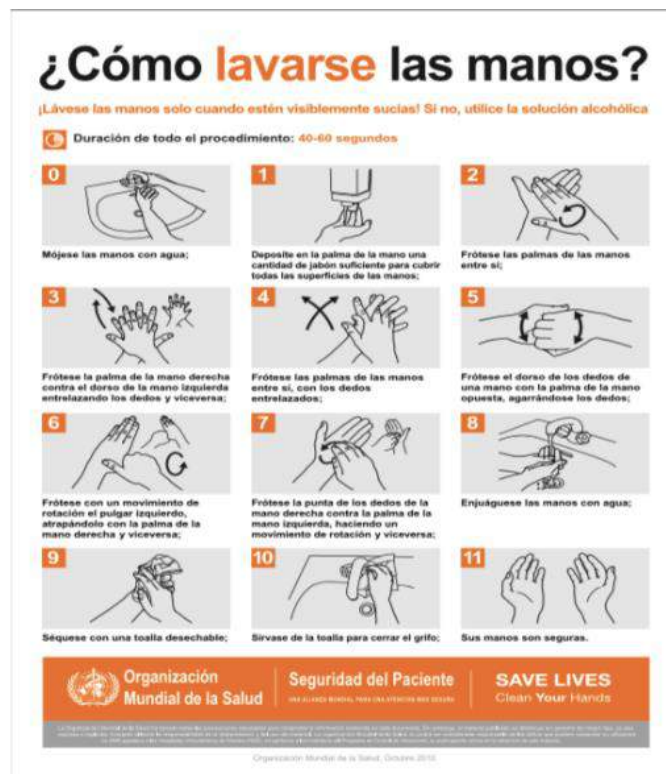 ¿Cómo lavarse las manos?
¡Lávese las manos solo cuando estén visiblemente sucias! Si no, utilice la solución alcohólica
Duración de todo el procedimiento: 40-60 segundos
0
Mójese las manos con agua;
1
Deposite en la palma de la mano una
cantidad de jabón suficiente para cubrir
todas las superficies de las manos;
2
Frótese las palmas de las manos
entre sí;
3
Frótese la palma de la mano derecha
contra el dorso de la mano izquierda
entrelazando los dedos y viceversa;
4
Frótese las palmas de las manos
entre sí, con los dedos
entrelazados;
5
Frótese el dorso de los dedos de
una mano con la palma de la mano
opuesta, agarrándose los dedos;
6
Frótese con un movimiento de
rotación el pulgar izquierdo,
atrapándolo con la palma de la
mano derecha y viceversa;
7
Frótese la punta de los dedos de la
mano derecha contra la palma de la
mano izquierda, haciendo un
movimiento de rotación y viceversa;
8
Enjuáguese las manos con agua;
9
Séquese con una toalla desechable;
10
Sírvase de la toalla para cerrar el grifo;
11
Sus manos son seguras.
Organización
Mundial de la Salud
Seguridad del Paciente
UNA ALIANZA MUNDIAL PARA UNA ATENCIÓN MÁS SEGURA
SAVE LIVES
Clean Your Hands
Organización Mundial de la Salud, Octubre 2010